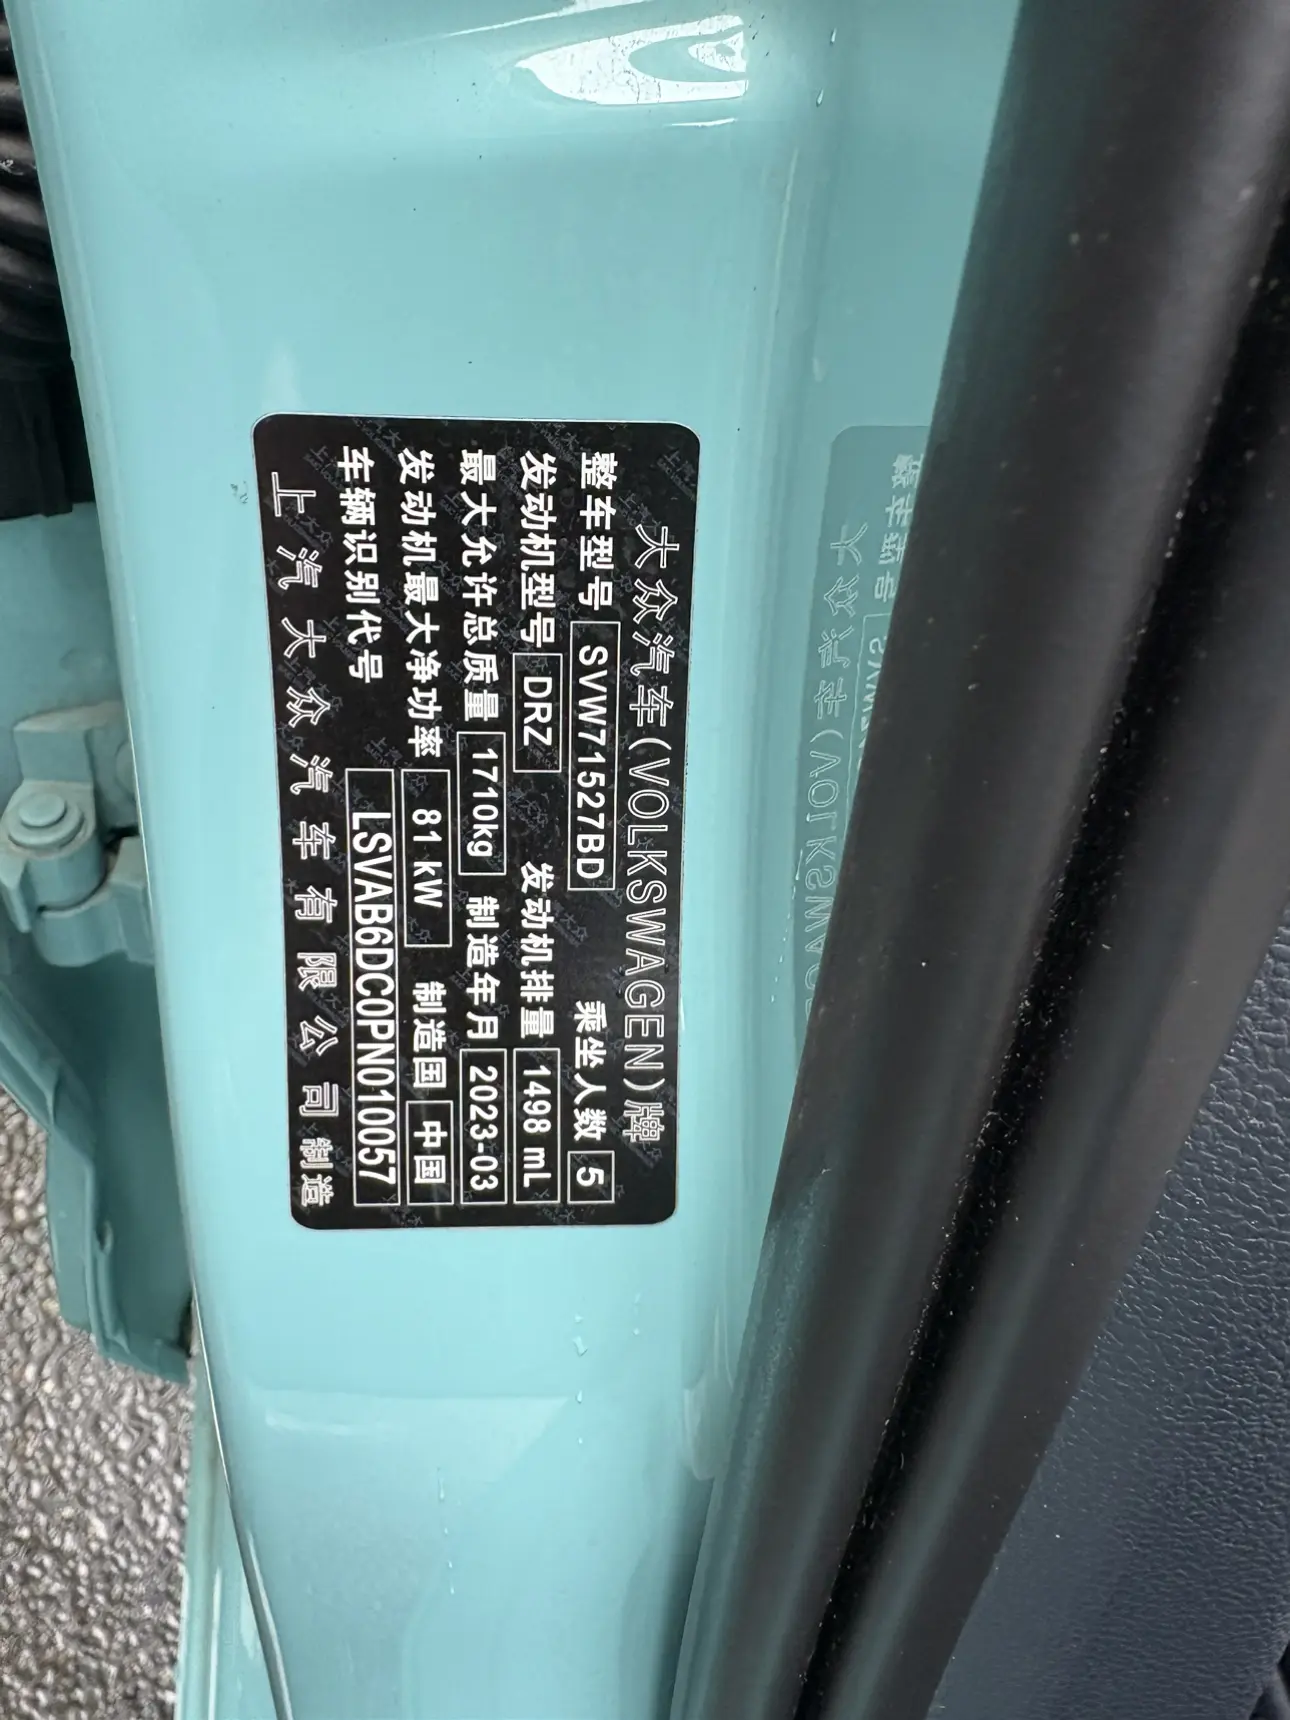 大众汽车(VOLKSWAGEN)牌
整车型号 SVW71527BD 乘坐人数 5
发动机型号 DRZ 发动机排量 1498 mL
最大允许总质量 1710kg 制造年月 2023-03
发动机最大净功率 81 kW 制造国 中国
车辆识别代号 LSVAB6DC0PN010057
上汽大众汽车有限公司制造